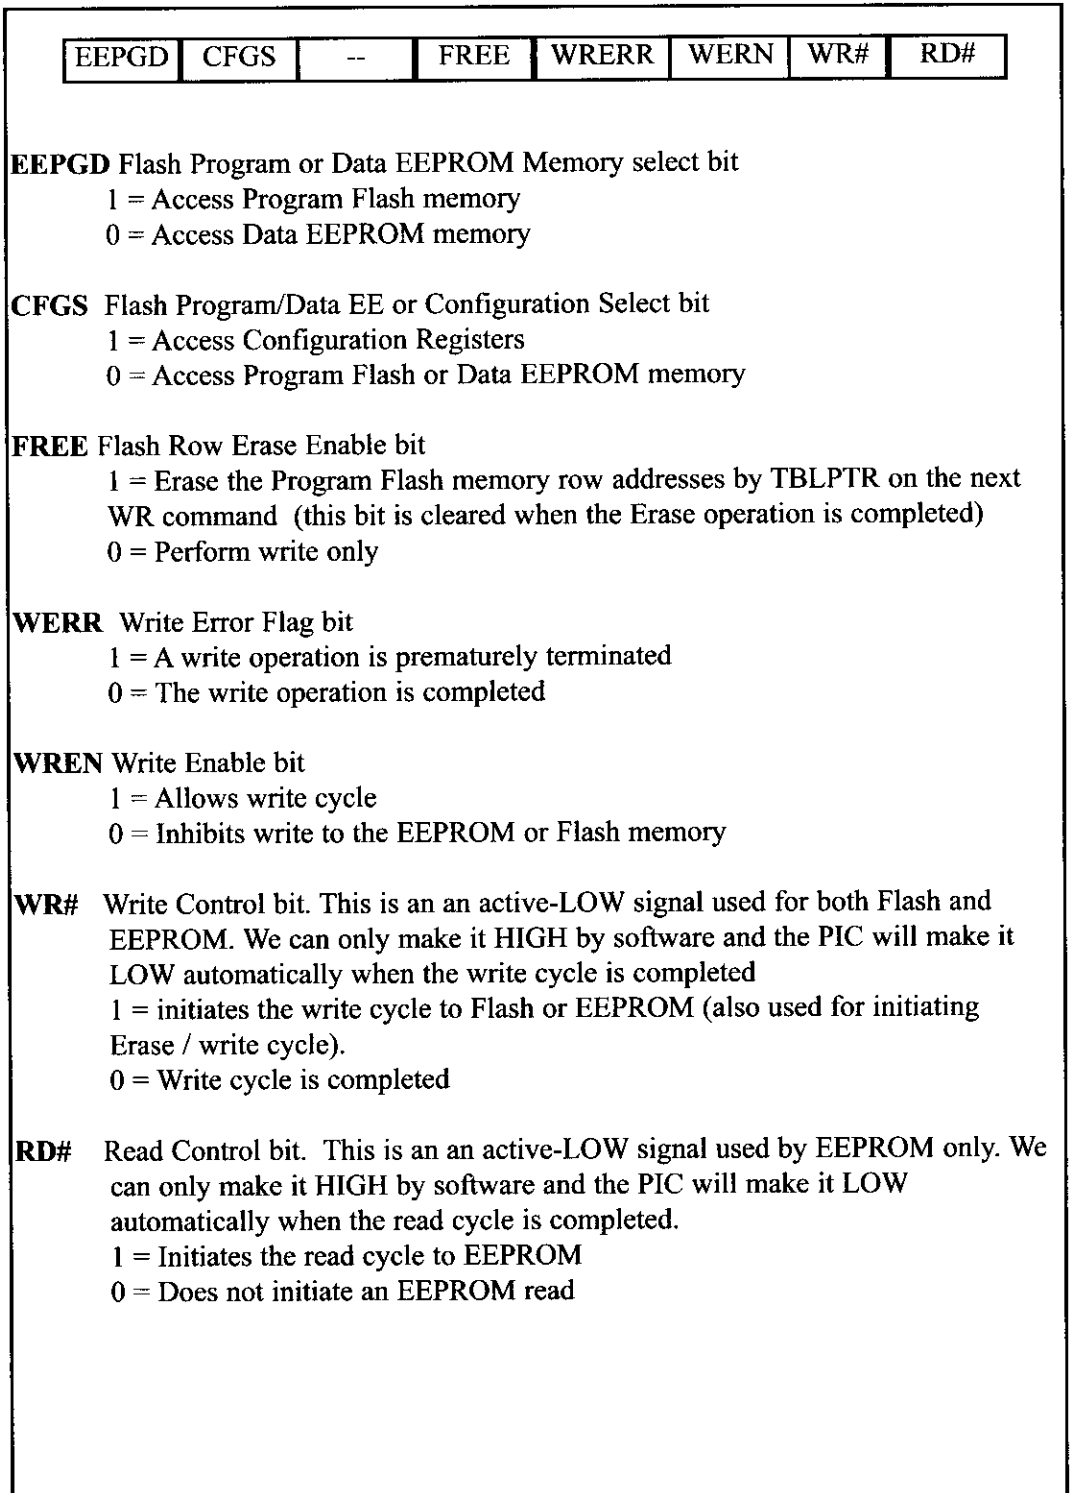 EEPGD CFGS -- FREE WRERR WERN WR# RD#
EEPGD Flash Program or Data EEPROM Memory select bit
1 = Access Program Flash memory
0 = Access Data EEPROM memory
CFGS Flash Program/Data EE or Configuration Select bit
1 = Access Configuration Registers
0 = Access Program Flash or Data EEPROM memory
FREE Flash Row Erase Enable bit
1 = Erase the Program Flash memory row addresses by TBLPTR on the next
WR command (this bit is cleared when the Erase operation is completed)
0 = Perform write only
WERR Write Error Flag bit
1 = A write operation is prematurely terminated
0 = The write operation is completed
WREN Write Enable bit
1 = Allows write cycle
0 = Inhibits write to the EEPROM or Flash memory
WR# Write Control bit. This is an an active-LOW signal used for both Flash and
EEPROM. We can only make it HIGH by software and the PIC will make it
LOW automatically when the write cycle is completed
1 = initiates the write cycle to Flash or EEPROM (also used for initiating
Erase / write cycle).
0 = Write cycle is completed
RD# Read Control bit. This is an an active-LOW signal used by EEPROM only. We
can only make it HIGH by software and the PIC will make it LOW
automatically when the read cycle is completed.
1 = Initiates the read cycle to EEPROM
0 = Does not initiate an EEPROM read